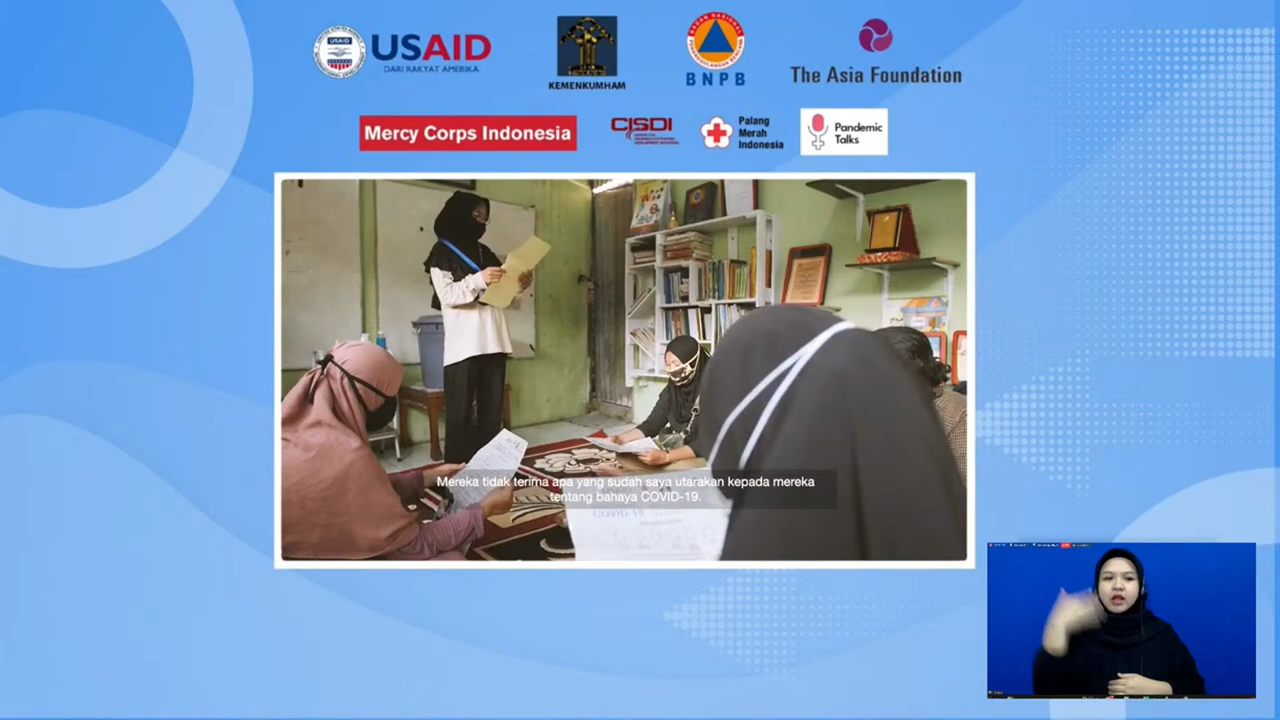 USAID
USAID
DARI RAKYAT AMERIKA
KEMENKUMHAM
BNPB
The Asia Foundation
Mercy Corps Indonesia
CISDI
Palang
Merah
Indonesia
Pandemic
Talks
Mereka tidak terima apa yang sudah saya utarakan kepada mereka
tentang bahaya COVID-19.
COVID-19